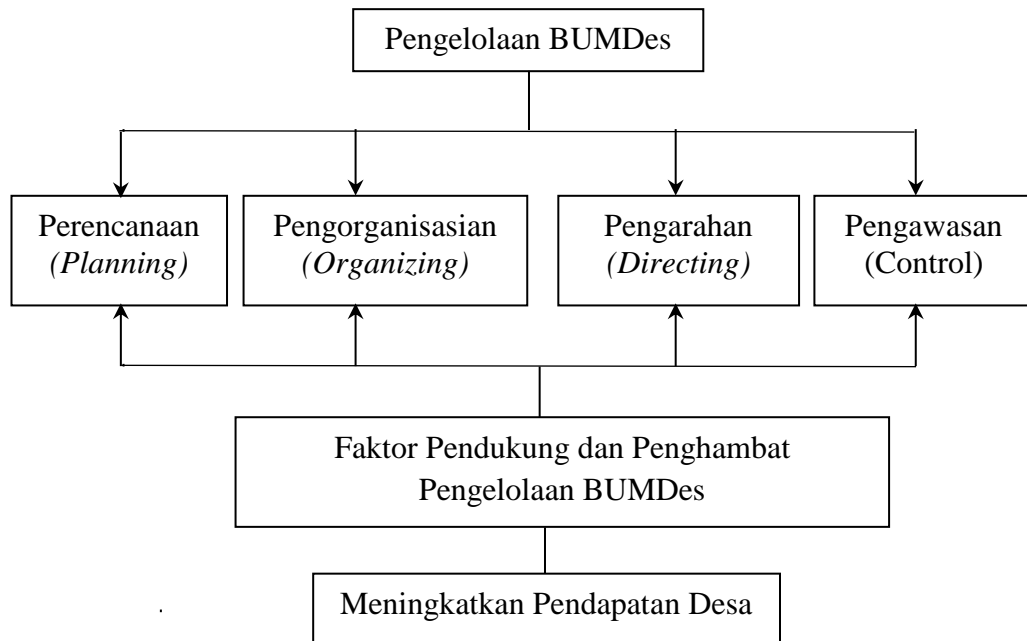 Pengelolaan BUMDes
Perencanaan
(Planning)
Pengorganisasian
(Organizing)
Pengarahan
(Directing)
Pengawasan
(Control)
Faktor Pendukung dan Penghambat
Pengelolaan BUMDes
Meningkatkan Pendapatan Desa
.